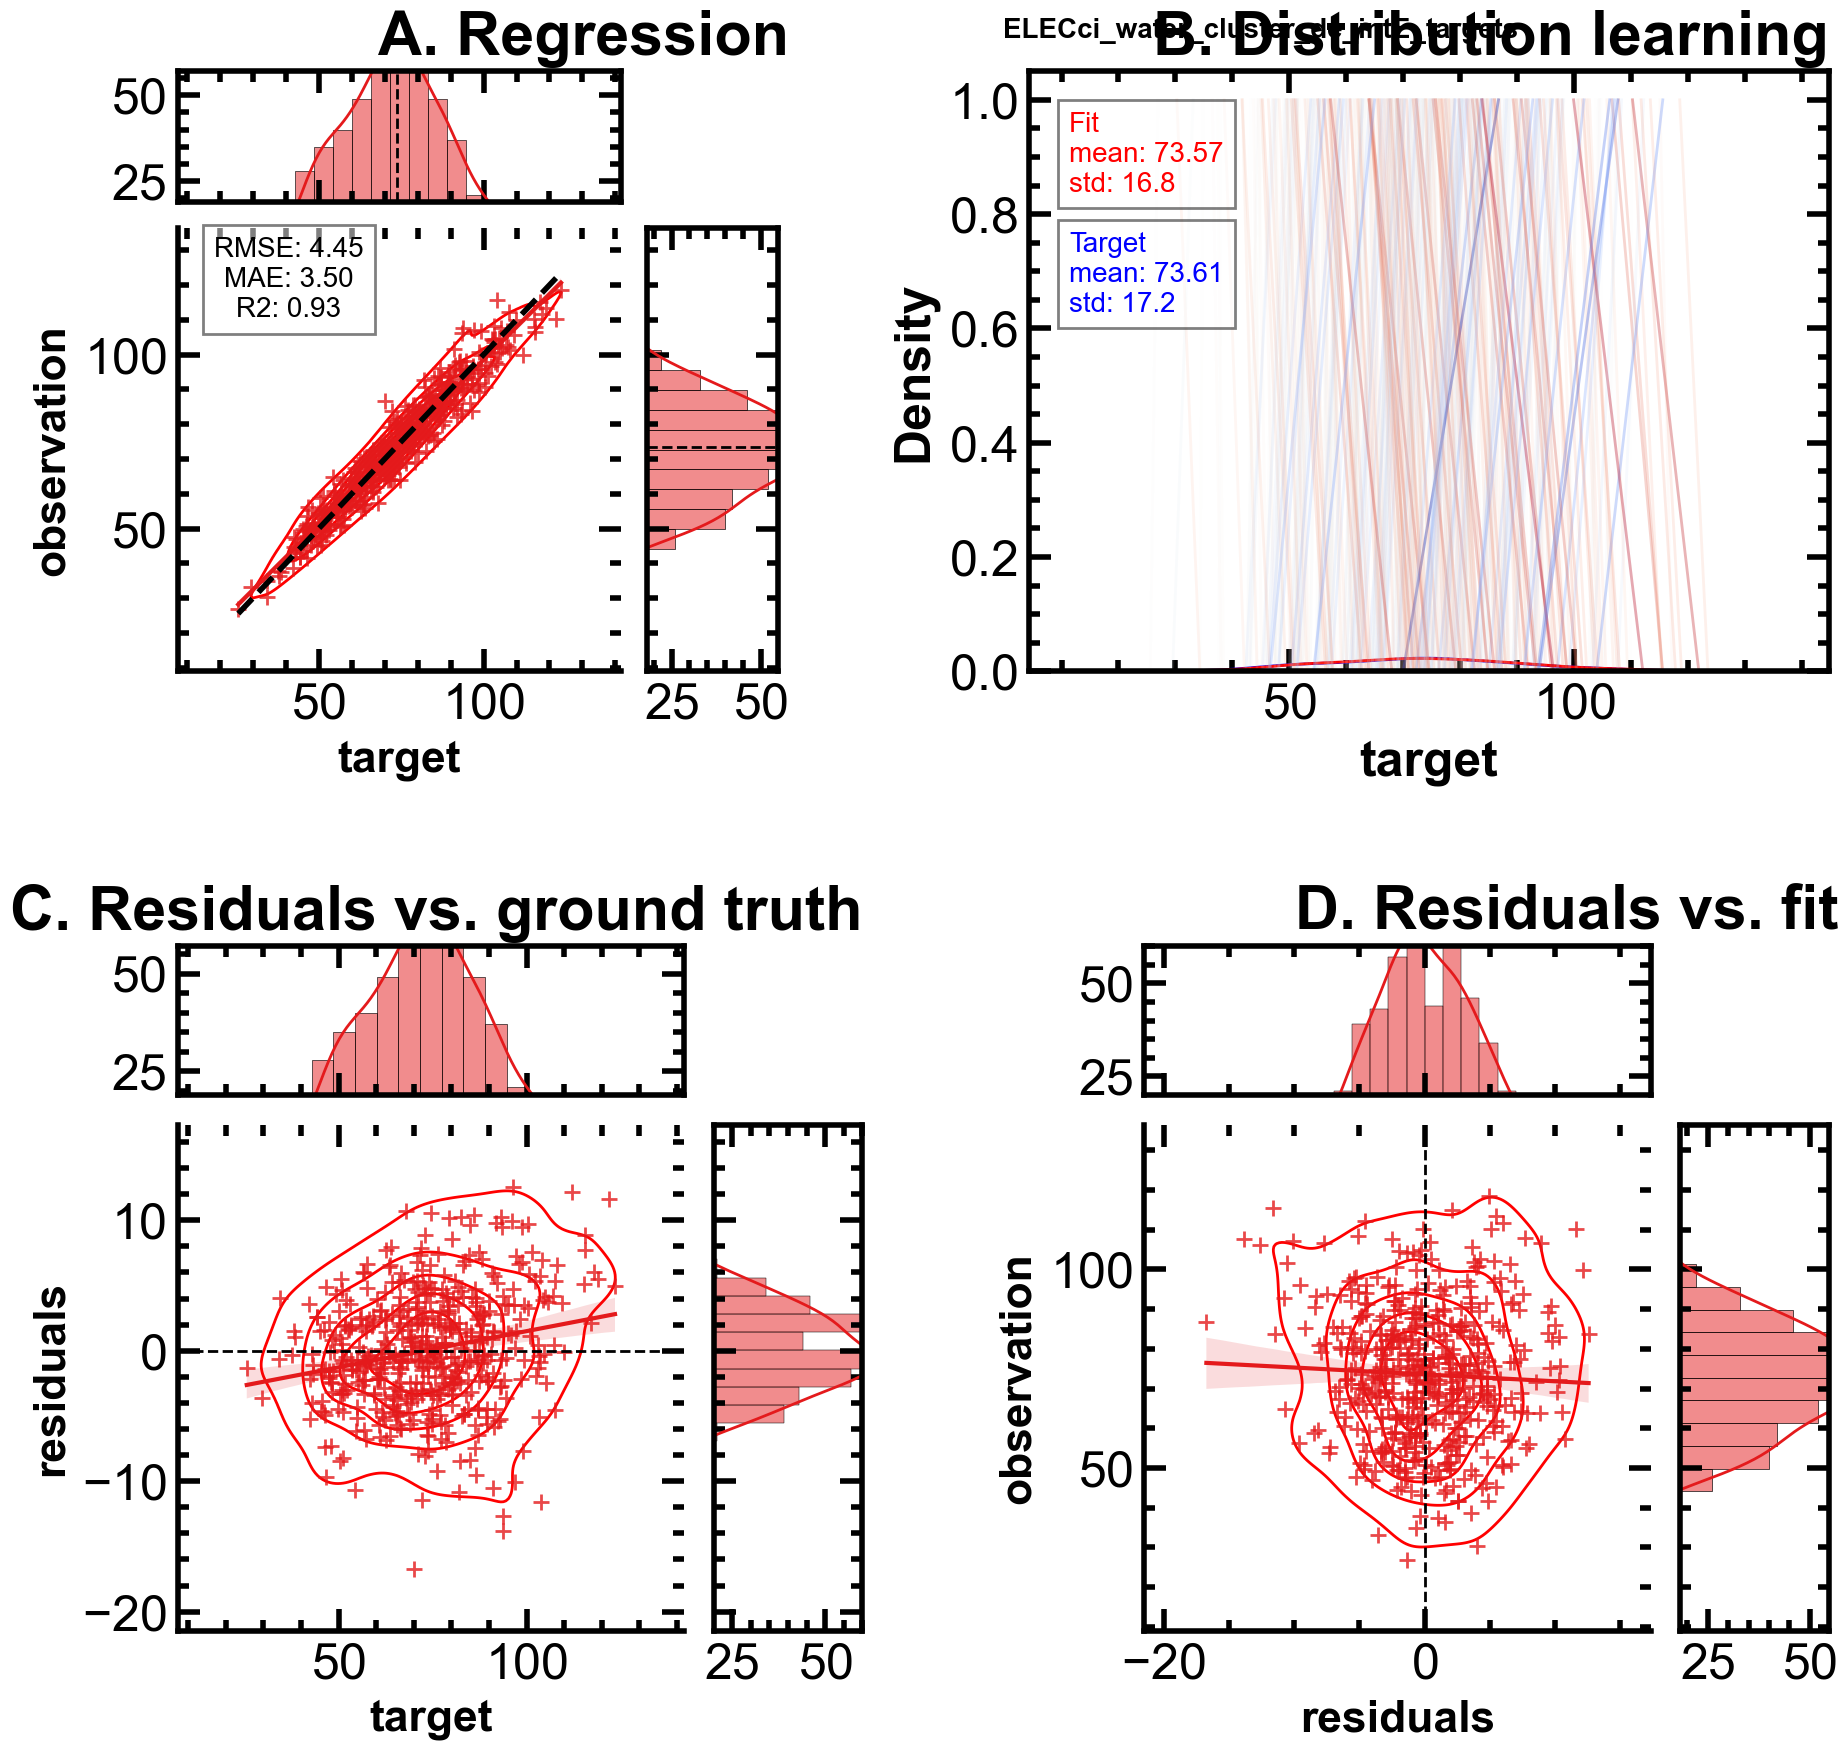 A. Regression
50
25
RMSE: 4.45
MAE: 3.50
R2: 0.93
observation
100
50
50 100
target
25 50
ELECci_water_cluster_de_intE_targets
B. Distribution learning
Density
1.0
0.8
0.6
0.4
0.2
0.0
Fit
mean: 73.57
std: 16.8
Target
mean: 73.61
std: 17.2
50 100
target
C. Residuals vs. ground truth
50
25
residuals
10
0
−10
−20
50 100
target
25 50
D. Residuals vs. fit
50
25
observation
100
50
−20 0
residuals
25 50